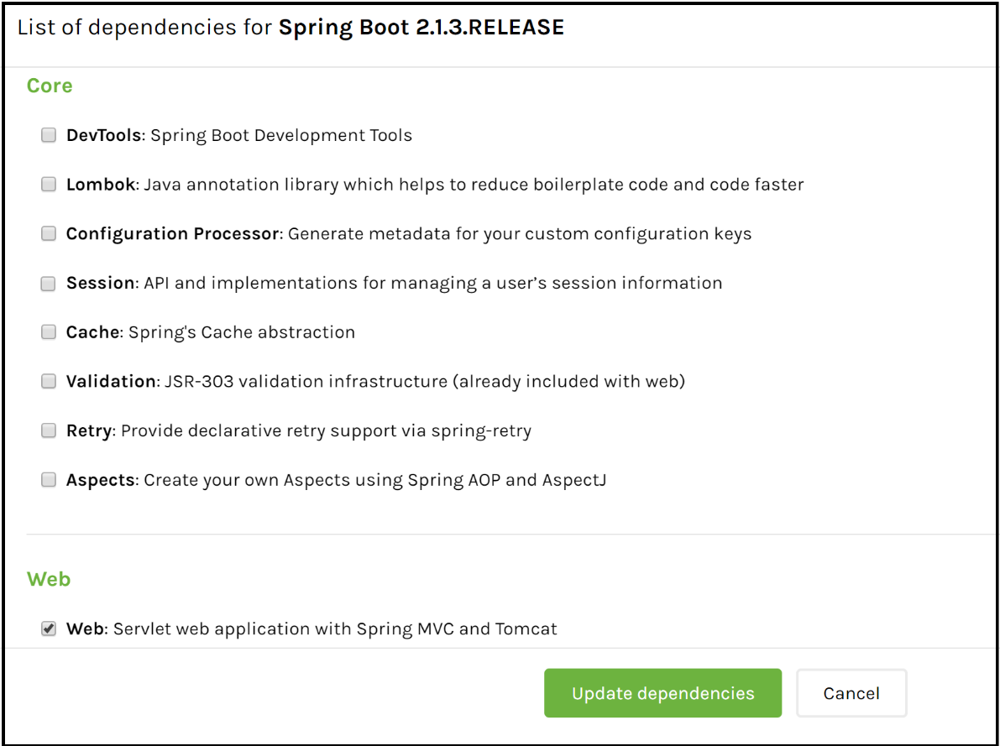 List of dependencies for Spring Boot 2.1.3.RELEASE
Core
DevTools: Spring Boot Development Tools
Lombok: Java annotation library which helps to reduce boilerplate code and code faster
Configuration Processor: Generate metadata for your custom configuration keys
Session: API and implementations for managing a user’s session information
Cache: Spring's Cache abstraction
Validation: JSR-303 validation infrastructure (already included with web)
Retry: Provide declarative retry support via spring-retry
Aspects: Create your own Aspects using Spring AOP and AspectJ
Web
Web: Servlet web application with Spring MVC and Tomcat
Update dependencies
Cancel